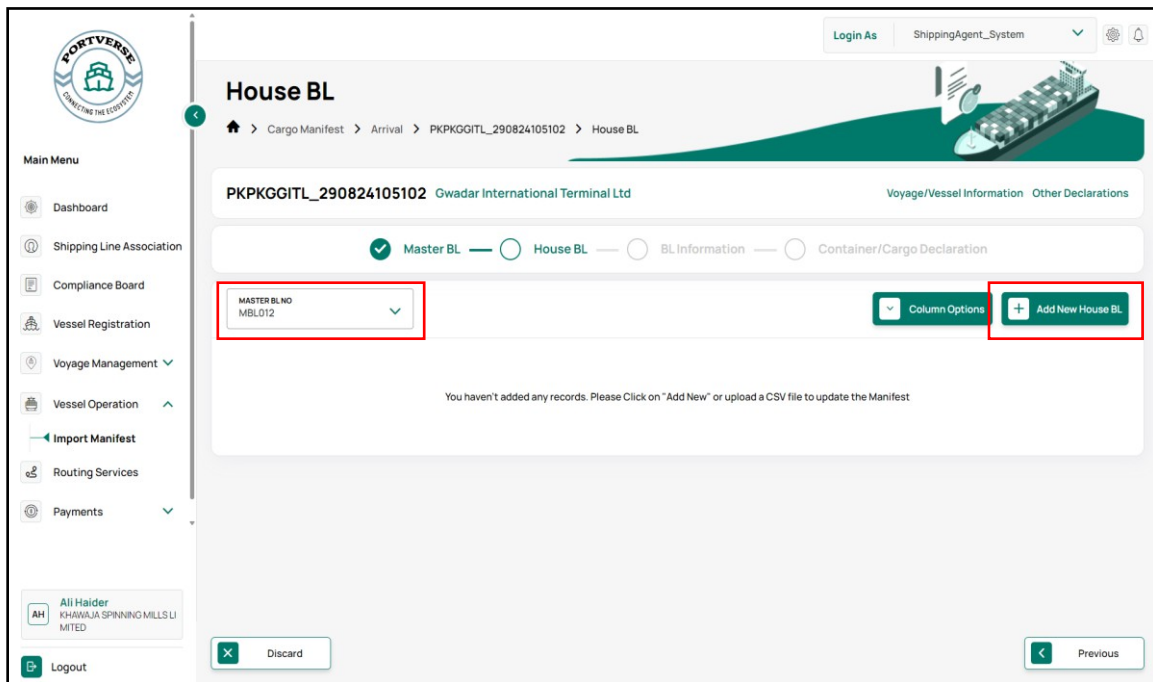 PORTVERSE
CONNECTING THE ECOSYSTEM
Login As
ShippingAgent_System
House BL
Cargo Manifest > Arrival > PKPKGGITL_290824105102 > House BL
Main Menu
Dashboard
Shipping Line Association
Compliance Board
Vessel Registration
Voyage Management
Vessel Operation
Import Manifest
Routing Services
Payments
Ali Haider
AH
KHAWAJA SPINNING MILLS LI
MITED
Logout
PKPKGGITL_290824105102 Gwadar International Terminal Ltd
Voyage/Vessel Information Other Declarations
Master BL House BL BL Information Container/Cargo Declaration
MASTER BL NO
MBL012
Column Options
Add New House BL
You haven't added any records. Please Click on "Add New" or upload a CSV file to update the Manifest
Discard
Previous